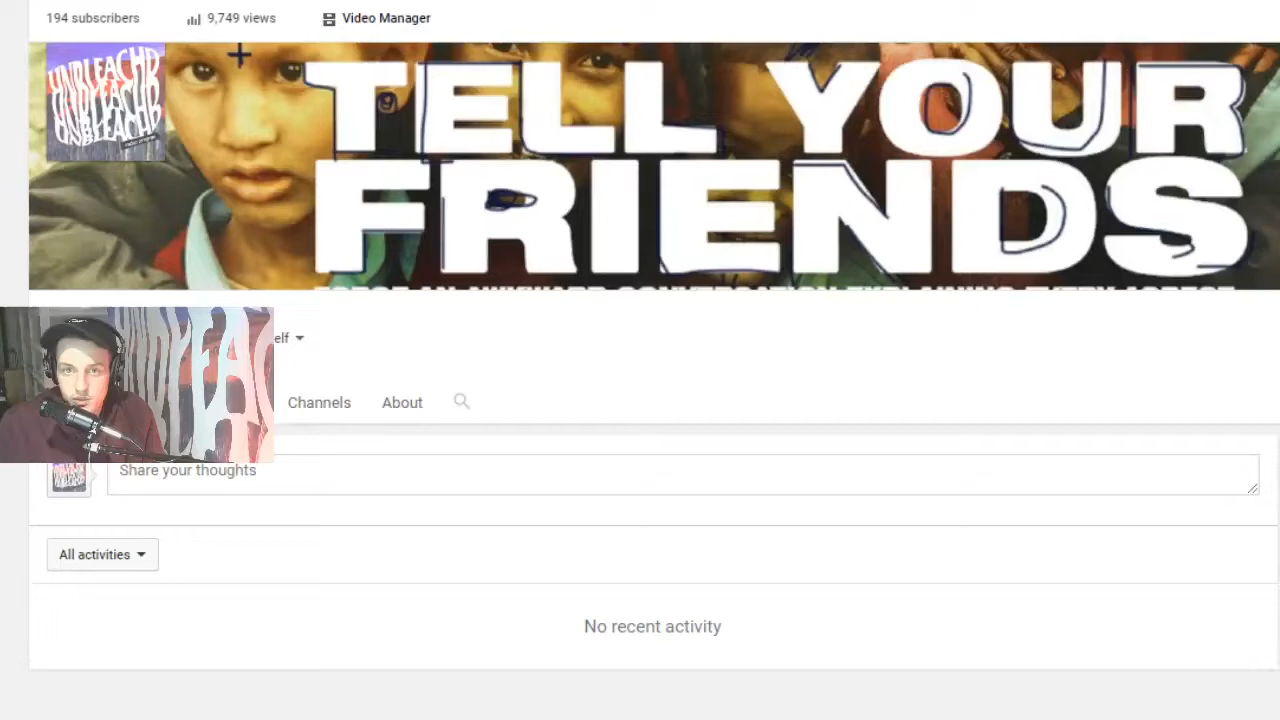 194 subscribers 9,749 views Video Manager
UNBLEACHD
UNBLEACHD
UNBLEACHD
TELL YOUR
FRIENDS
elf
Channels About
Share your thoughts
All activities
No recent activity